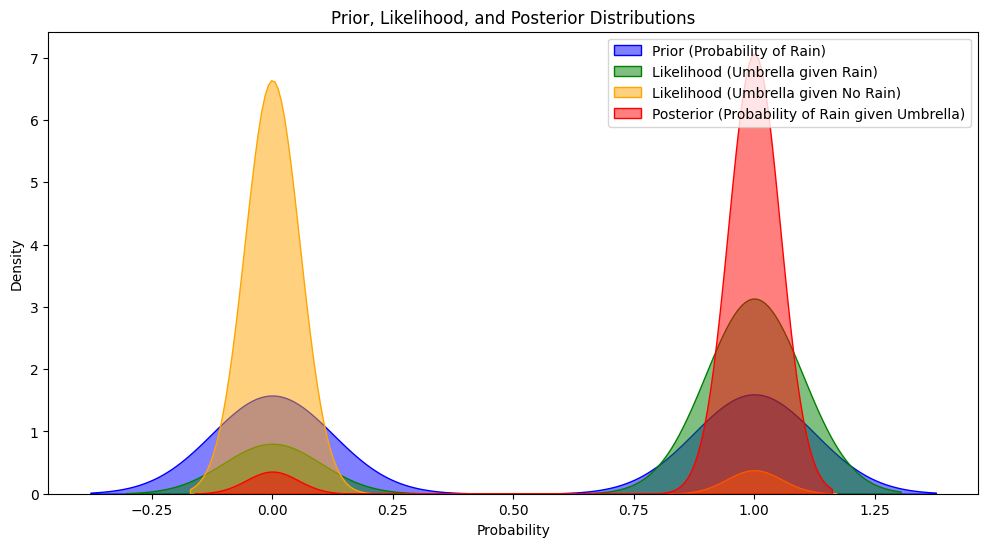 Prior, Likelihood, and Posterior Distributions
Prior (Probability of Rain)
Likelihood (Umbrella given Rain)
Likelihood (Umbrella given No Rain)
Posterior (Probability of Rain given Umbrella)
7
6
5
4
3
2
1
0
Density
−0.25 0.00 0.25 0.50 0.75 1.00 1.25
Probability